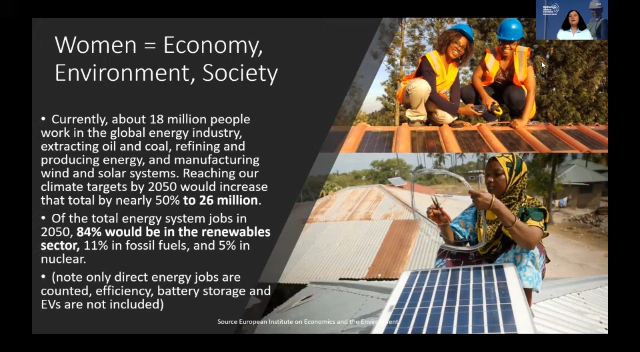 Women = Economy,
Environment, Society
• Currently, about 18 million people
work in the global energy industry,
extracting oil and coal, refining and
producing energy, and manufacturing
wind and solar systems. Reaching our
climate targets by 2050 would increase
that total by nearly 50% to 26 million.
• Of the total energy system jobs in
2050, 84% would be in the renewables
sector, 11% in fossil fuels, and 5% in
nuclear.
• (note only direct energy jobs are
counted, efficiency, battery storage and
EVs are not included)
Source European Institute on Economics and the Environment